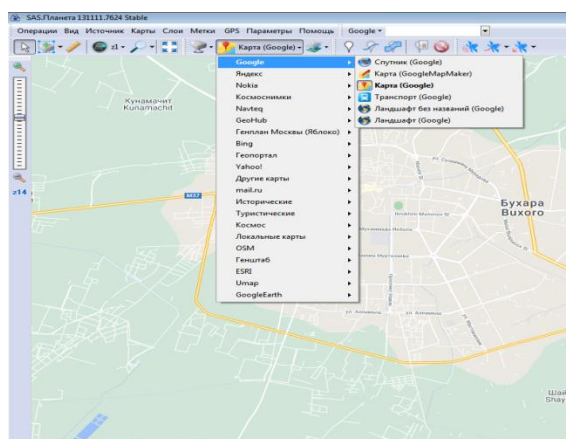 SAS.Планета 131111.7624 Stable
Операции Вид Источник Карты Слои Метки GPS Параметры Помощь Google
z1 Карта (Google)
Google
Яндекс
Nokia
Космоснимки
Navteq
GeoHub
Генплан Москвы (Яблоко)
Bing
Геопортал
Yahoo!
Другие карты
mail.ru
Исторические
Туристические
Космос
Локальные карты
OSM
Генштаб
ESRI
Umap
GoogleEarth
Спутник (Google)
Карта (GoogleMapMaker)
Карта (Google)
Транспорт (Google)
Ландшафт без названий (Google)
Ландшафт (Google)
z14
Кунамачит
Kunamachit
M37
Бухара
Buxoro
Шай
Shay